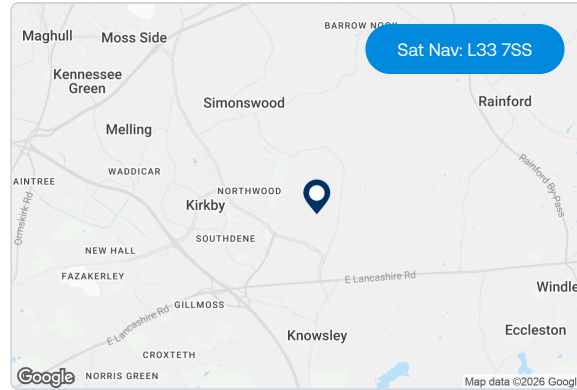 BARROW NOOK
Maghull
Moss Side
Sat Nav: L33 7SS
Kennessee
Green
Simonswood
Rainford
Melling
Rainford By-Pass
WADDICAR
AINTREE
NORTHWOOD
Ormskirk Rd
Kirkby
SOUTHDENE
NEW HALL
FAZAKERLEY
E Lancashire Rd
Windle
GILLMOSS
E Lancashire Rd
Knowsley
Eccleston
CROXTETH
NORRIS GREEN
Google
Map data ©2026 Googl